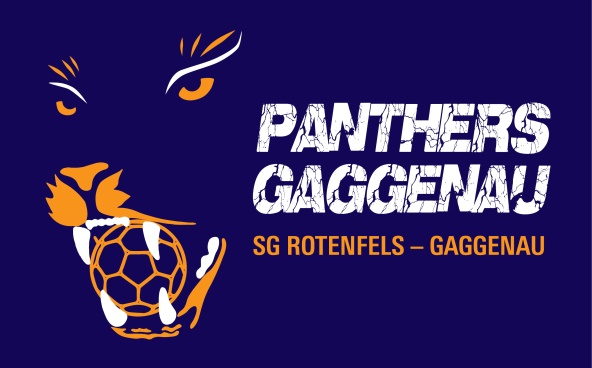 PANTHERS
GAGGENAU
SG ROTENFELS – GAGGENAU